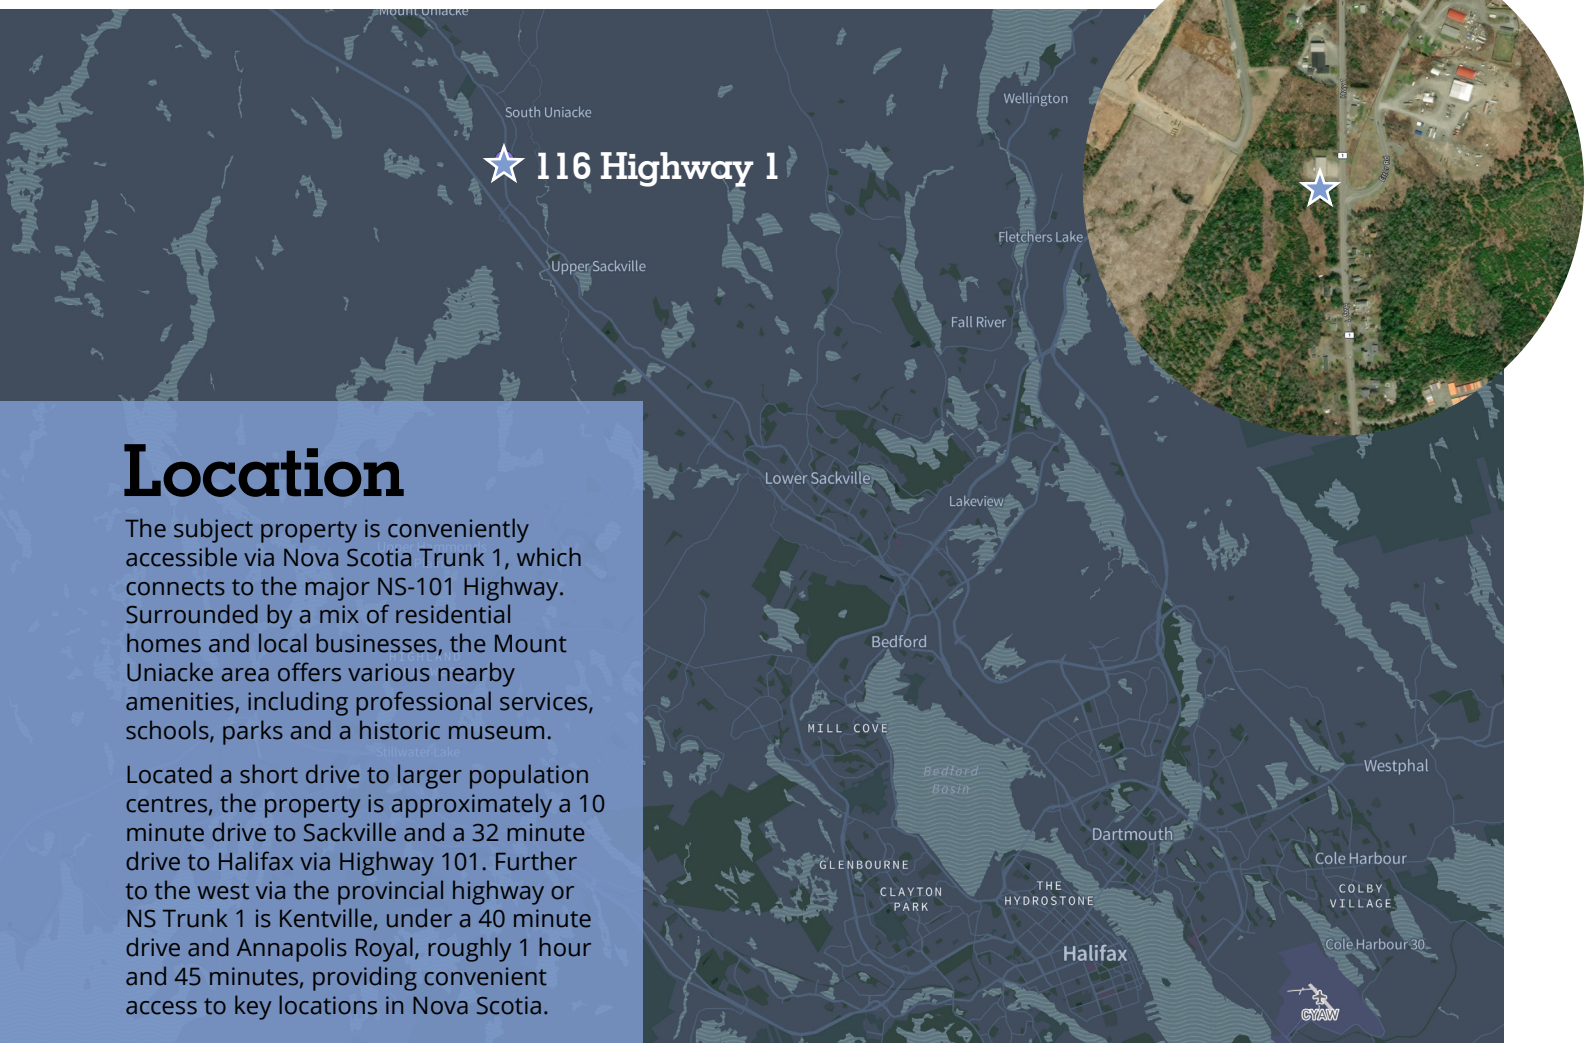 Mount Uniacke
South Uniacke
Wellington
116 Highway 1
Fletchers Lake
Upper Sackville
Fall River
1
1
Location
The subject property is conveniently
accessible via Nova Scotia Trunk 1, which
connects to the major NS-101 Highway.
Surrounded by a mix of residential
homes and local businesses, the Mount
Uniacke area offers various nearby
amenities, including professional services,
schools, parks and a historic museum.
Located a short drive to larger population
centres, the property is approximately a 10
minute drive to Sackville and a 32 minute
drive to Halifax via Highway 101. Further
to the west via the provincial highway or
NS Trunk 1 is Kentville, under a 40 minute
drive and Annapolis Royal, roughly 1 hour
and 45 minutes, providing convenient
access to key locations in Nova Scotia.
Upper Hammonds
HIGHLAND
Stillwater Lake
Lower Sackville
Lakeview
Bedford
MILL COVE
Bedford
Basin
Westphal
Dartmouth
GLENBOURNE
CLAYTON
PARK
THE
HYDROSTONE
Cole Harbour
COLBY
VILLAGE
Halifax
Cole Harbour 30
CYAW